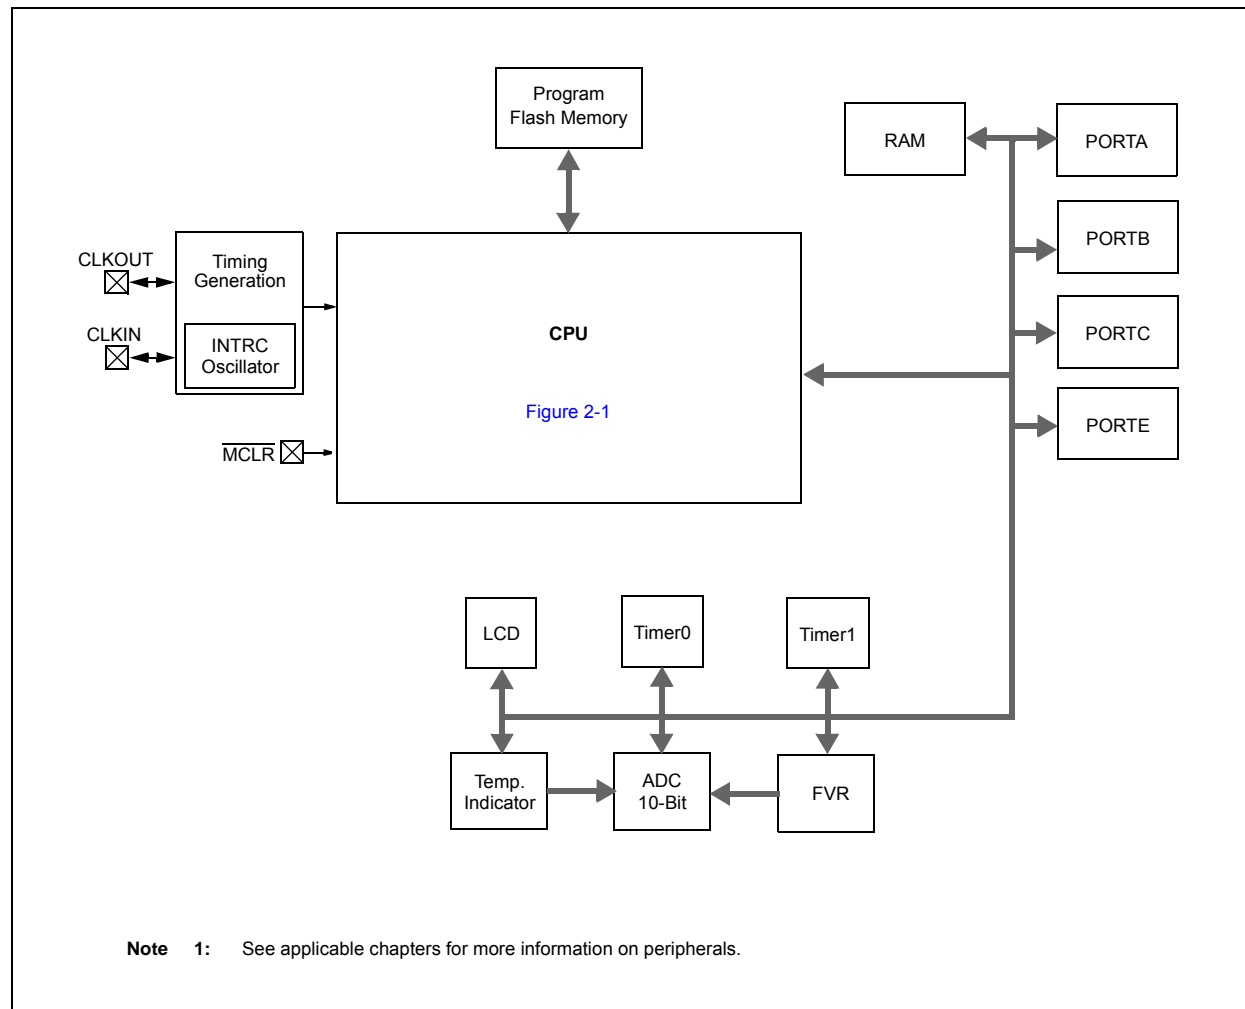 Program
Flash Memory
RAM
PORTA
PORTB
CLKOUT
Timing
Generation
CLKIN
INTRC
Oscillator
CPU
PORTC
Figure 2-1
PORTE
MCLR
LCD
Timer0
Timer1
Temp.
Indicator
ADC
10-Bit
FVR
Note 1: See applicable chapters for more information on peripherals.